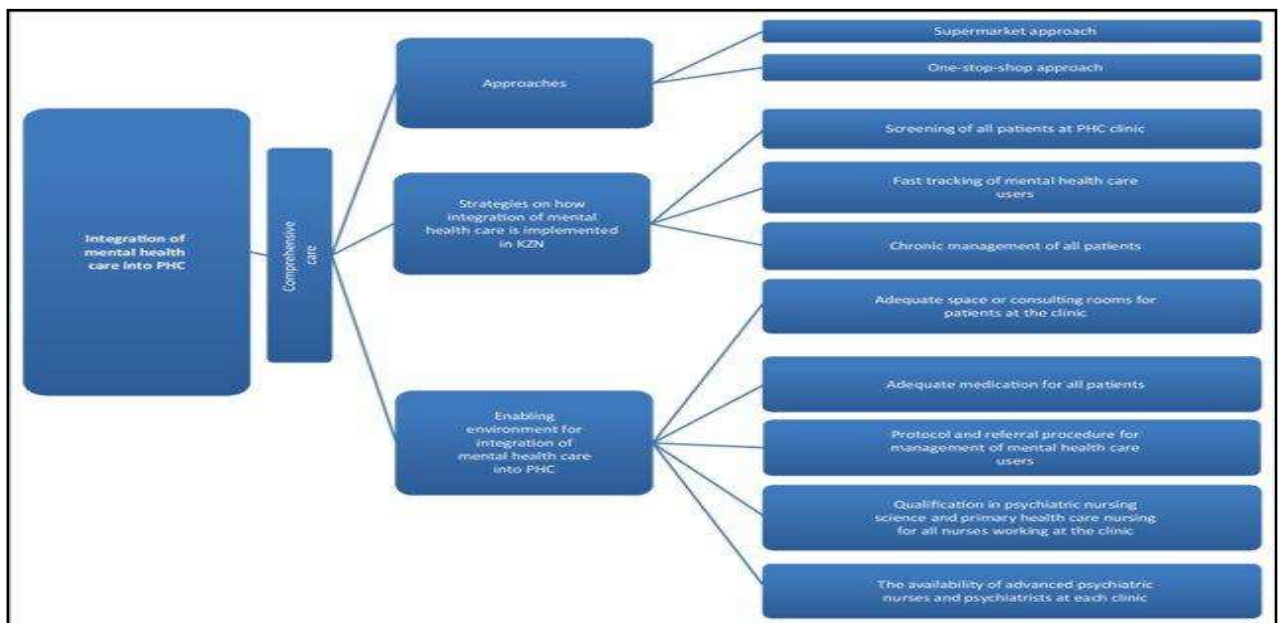 Integration of
mental health
care into PHC
Comprehensive
care
Approaches
Supermarket approach
One-stop-shop approach
Strategies on how
integration of mental
health care is implemented
in KZN
Screening of all patients at PHC clinic
Fast tracking of mental health care
users
Chronic management of all patients
Enabling
environment for
integration of
mental health care
into PHC
Adequate space or consulting rooms for
patients at the clinic
Adequate medication for all patients
Protocol and referral procedure for
management of mental health care
users
Qualification in psychiatric nursing
science and primary health care nursing
for all nurses working at the clinic
The availability of advanced psychiatric
nurses and psychiatrists at each clinic